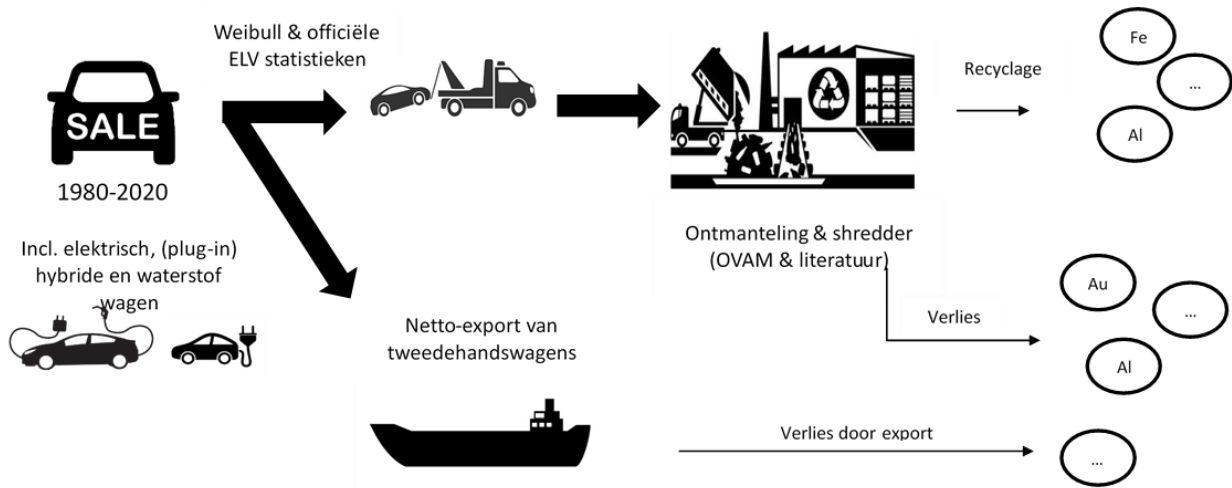 Weibull & officiële
ELV statistieken
SALE
1980-2020
Incl. elektrisch, (plug-in)
hybride en waterstof
wagen
Netto-export van
tweedehandswagens
Ontmanteling & shredder
(OVAM & literatuur)
Recyclage
Fe
...
Al
Verlies
Au
...
Al
Verlies door export
...